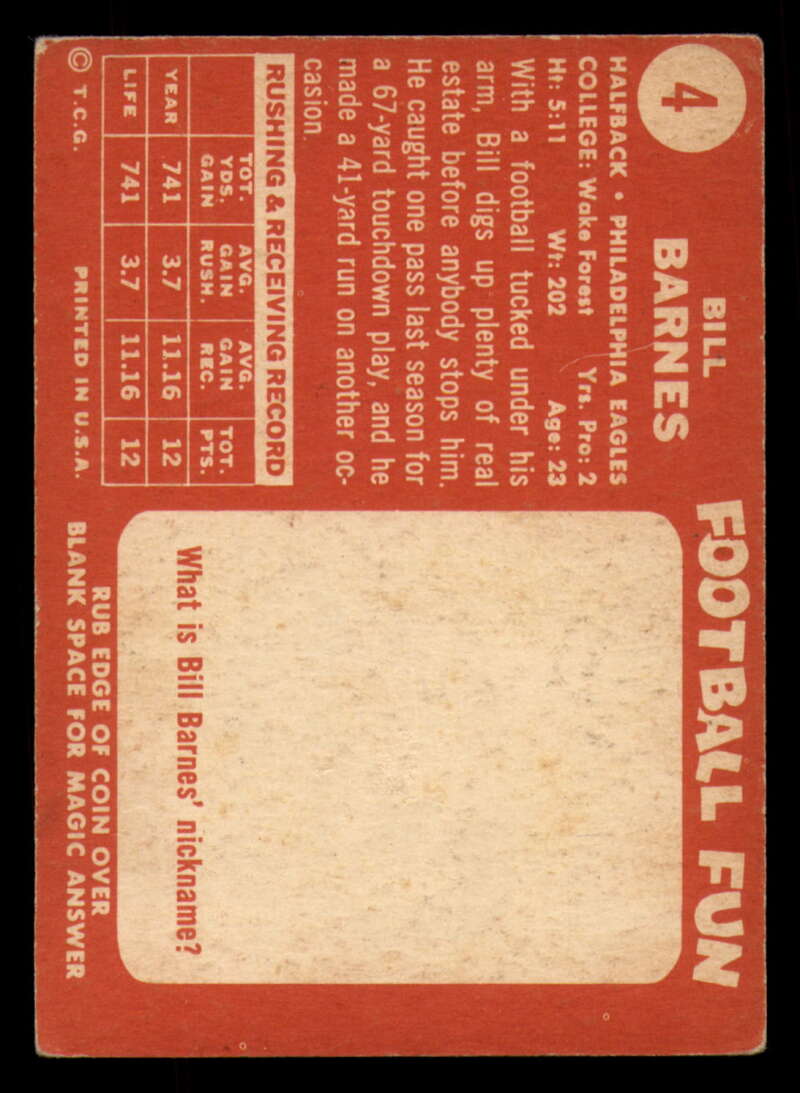 4
BILL
BARNES
HALFBACK • PHILADELPHIA EAGLES
COLLEGE: Wake Forest Yrs. Pro: 2
Ht: 5:11 Wt: 202 Age: 23
With a football tucked under his
arm, Bill digs up plenty of real
estate before anybody stops him.
He caught one pass last season for
a 67-yard touchdown play, and he
made a 41-yard run on another oc-
casion.
RUSHING & RECEIVING RECORD
TOT. YDS. GAIN AVG. GAIN RUSH. AVG. GAIN REC. TOT. PTS.
YEAR 741 3.7 11.16 12
LIFE 741 3.7 11.16 12
© T.C.G. PRINTED IN U.S.A.
FOOTBALL FUN
What is Bill Barnes' nickname?
RUB EDGE OF COIN OVER
BLANK SPACE FOR MAGIC ANSWER